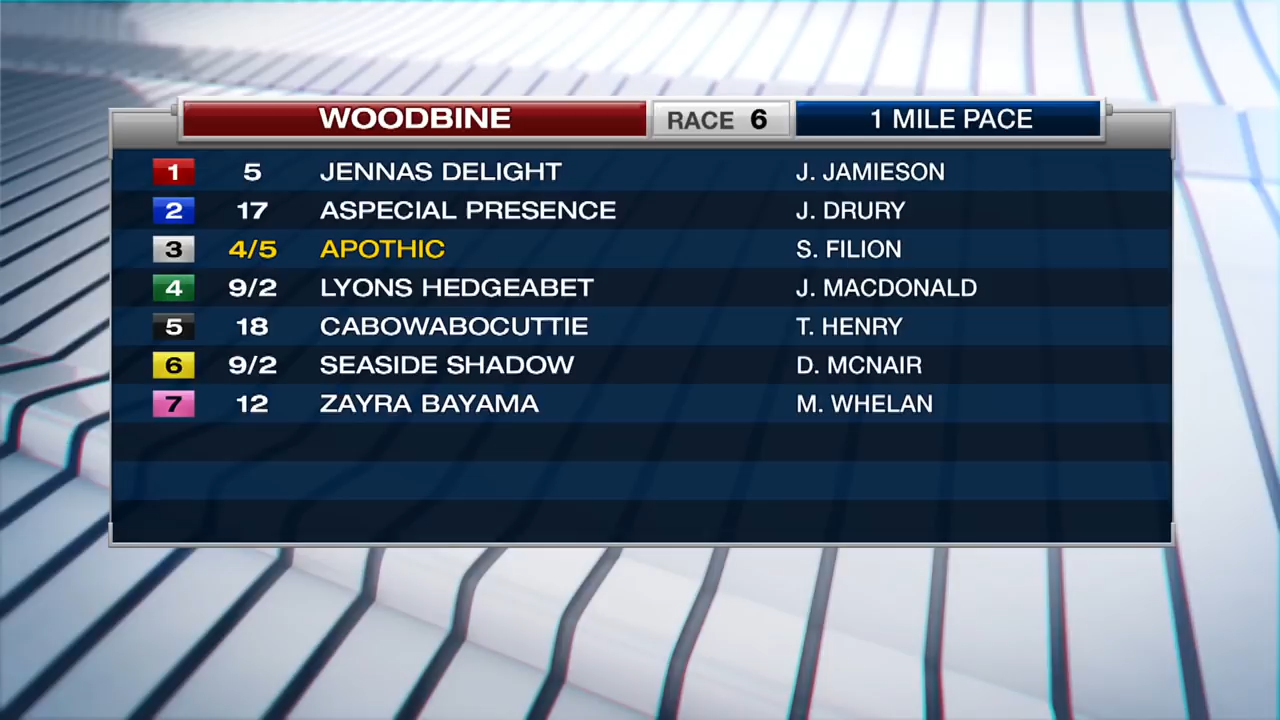 WOODBINE RACE 6 1 MILE PACE
1 5 JENNAS DELIGHT J. JAMIESON
2 17 ASPECIAL PRESENCE J. DRURY
3 4/5 APOTHIC S. FILION
4 9/2 LYONS HEDGEABET J. MACDONALD
5 18 CABOWABOCUTTIE T. HENRY
6 9/2 SEASIDE SHADOW D. MCNAIR
7 12 ZAYRA BAYAMA M. WHELAN